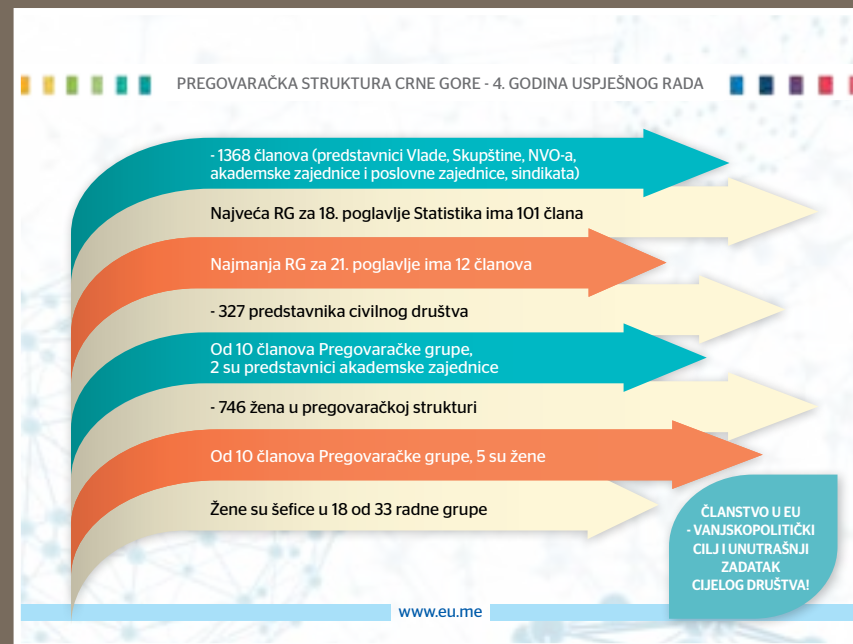 PREGOVARAČKA STRUKTURA CRNE GORE - 4. GODINA USPJEŠNOG RADA
- 1368 članova (predstavnici Vlade, Skupštine, NVO-a,
akademske zajednice i poslovne zajednice, sindikata)
Najveća RG za 18. poglavlje Statistika ima 101 člana
Najmanja RG za 21. poglavlje ima 12 članova
- 327 predstavnika civilnog društva
Od 10 članova Pregovaračke grupe,
2 su predstavnici akademske zajednice
- 746 žena u pregovaračkoj strukturi
Od 10 članova Pregovaračke grupe, 5 su žene
Žene su šefice u 18 od 33 radne grupe
ČLANSTVO U EU
- VANJSKOPOLITIČKI
CILJ I UNUTRAŠNJI
ZADATAK
CIJELOG DRUŠTVA!
www.eu.me